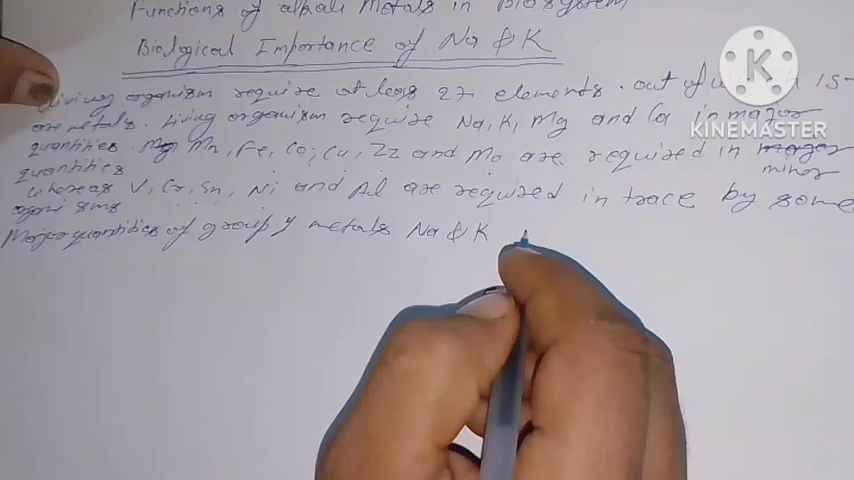 Functions of alkali Metals in Biosystem
Biological Importance of Na & K
Living organism require at leas 27 elements. out of which 15-
are metals. Living organism require Na, K, Mg and Ca in major
quantities Mn, Fe, Co, Cu, Zz and Mo are required in minor
quantities
whereas V, Cr, Sn, Ni and Al are required in trace by some
organisms
Major quantities of group 1 metals Na & K
K
KINEMASTER